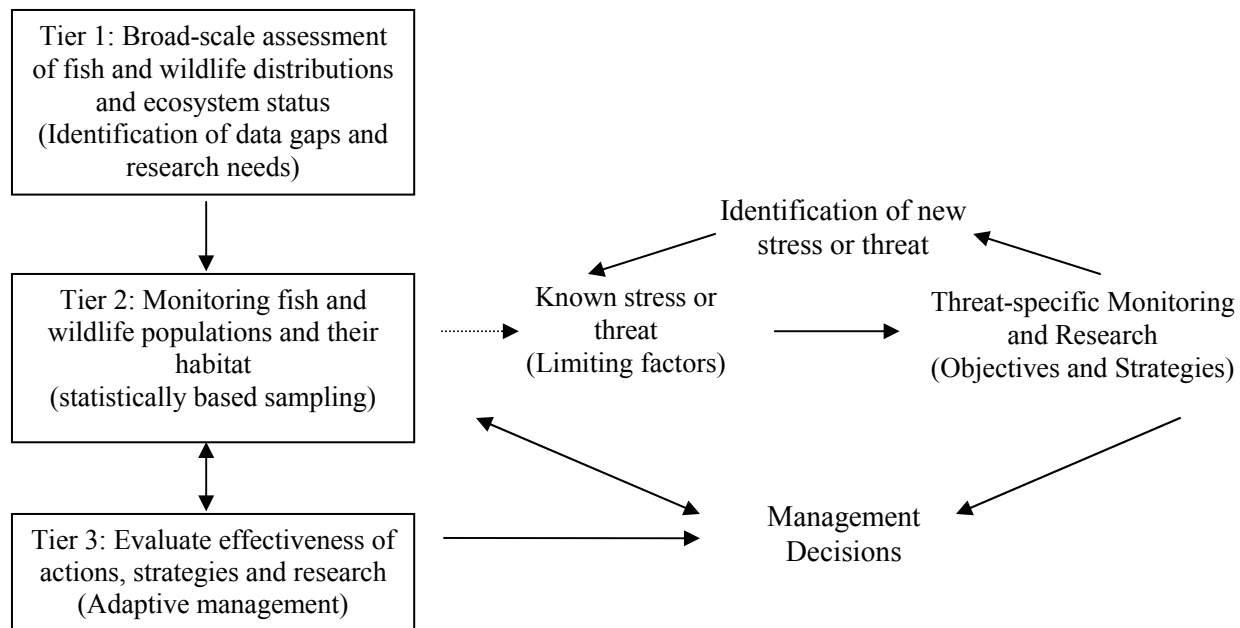 Tier 1: Broad-scale assessment
of fish and wildlife distributions
and ecosystem status
(Identification of data gaps and
research needs)
Identification of new
stress or threat
Tier 2: Monitoring fish and
wildlife populations and their
habitat
(statistically based sampling)
Known stress or
threat
(Limiting factors)
Threat-specific Monitoring
and Research
(Objectives and Strategies)
Tier 3: Evaluate effectiveness of
actions, strategies and research
(Adaptive management)
Management
Decisions